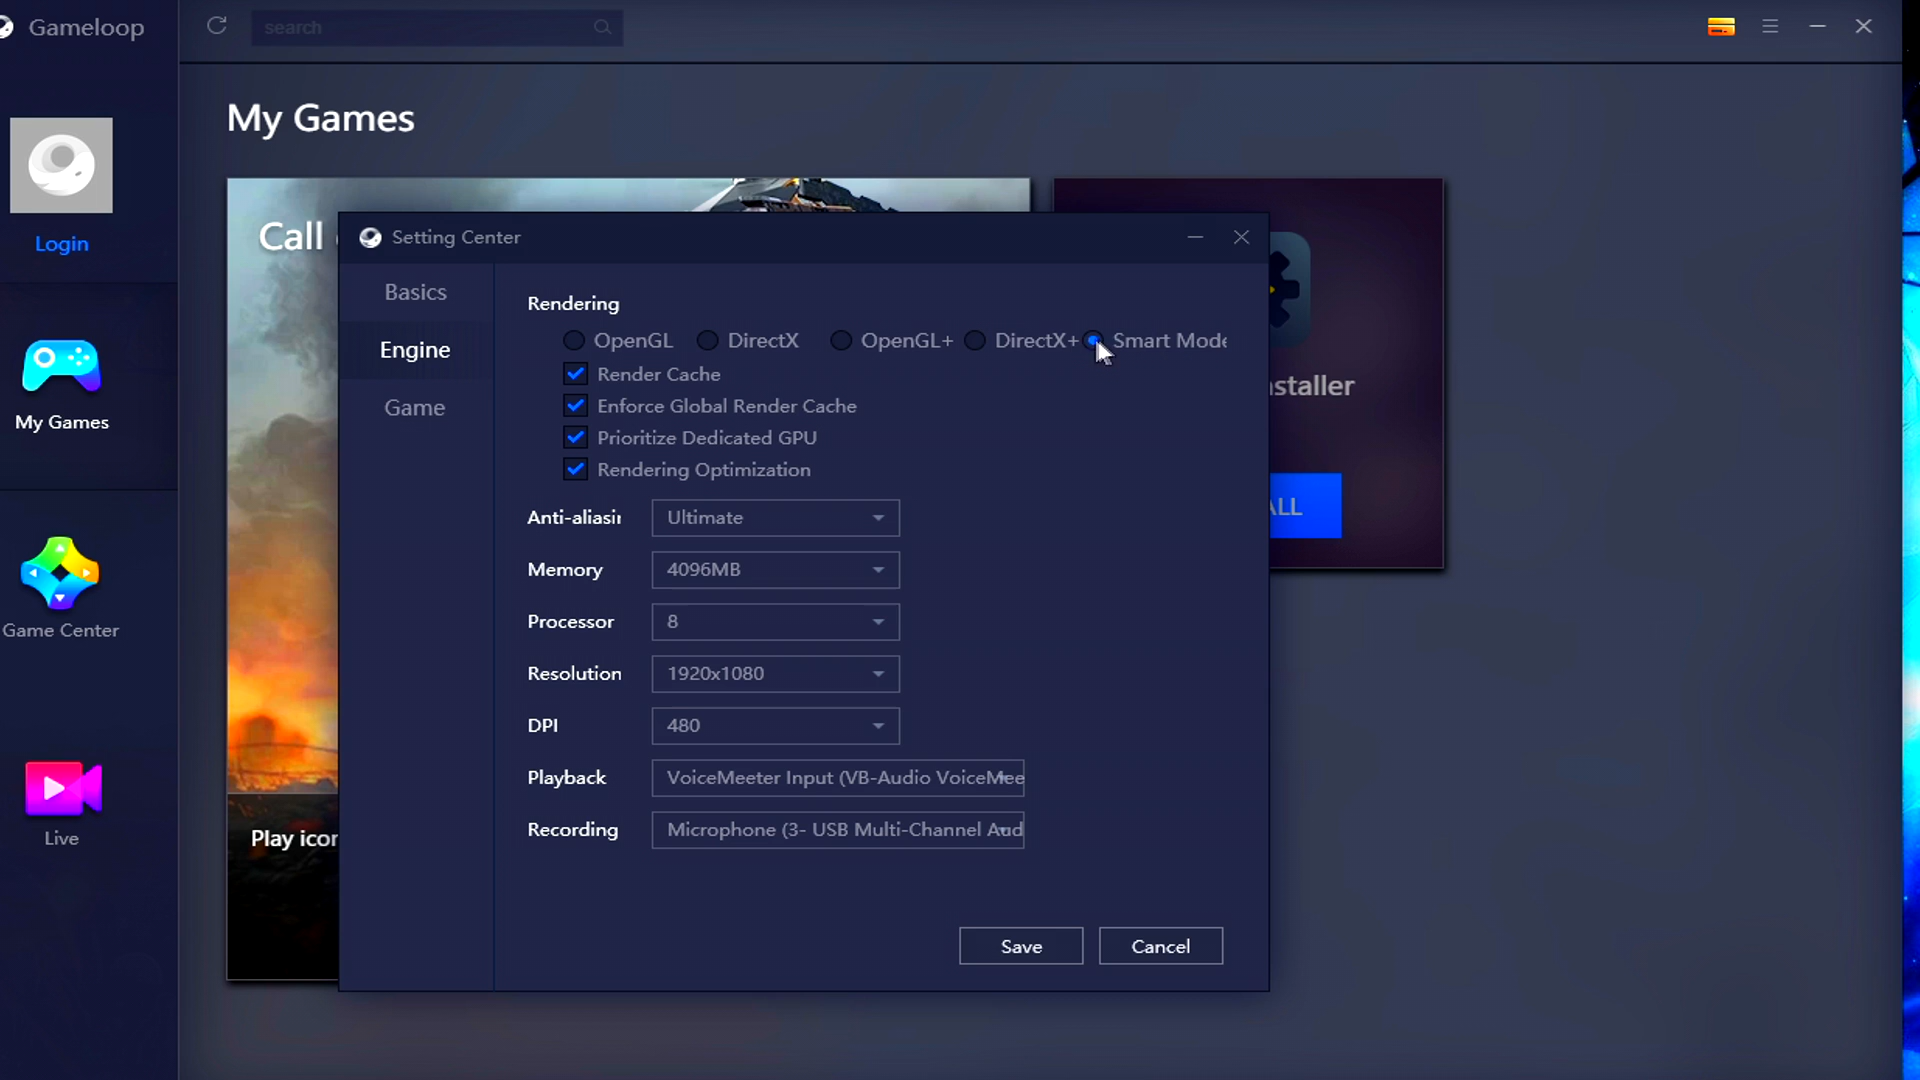 Gameloop
search
My Games
Login
Call
Setting Center
Basics
Engine
Game
Rendering
OpenGL DirectX OpenGL+ DirectX+ Smart Mode
Render Cache
Enforce Global Render Cache
Prioritize Dedicated GPU
Rendering Optimization
Anti-aliasin Ultimate
Memory 4096MB
Processor 8
Resolution 1920x1080
DPI 480
Playback VoiceMeeter Input (VB-Audio VoiceMee
Recording Microphone (3- USB Multi-Channel Aud
Save Cancel
nstaller
ALL
My Games
Game Center
Live
Play icon